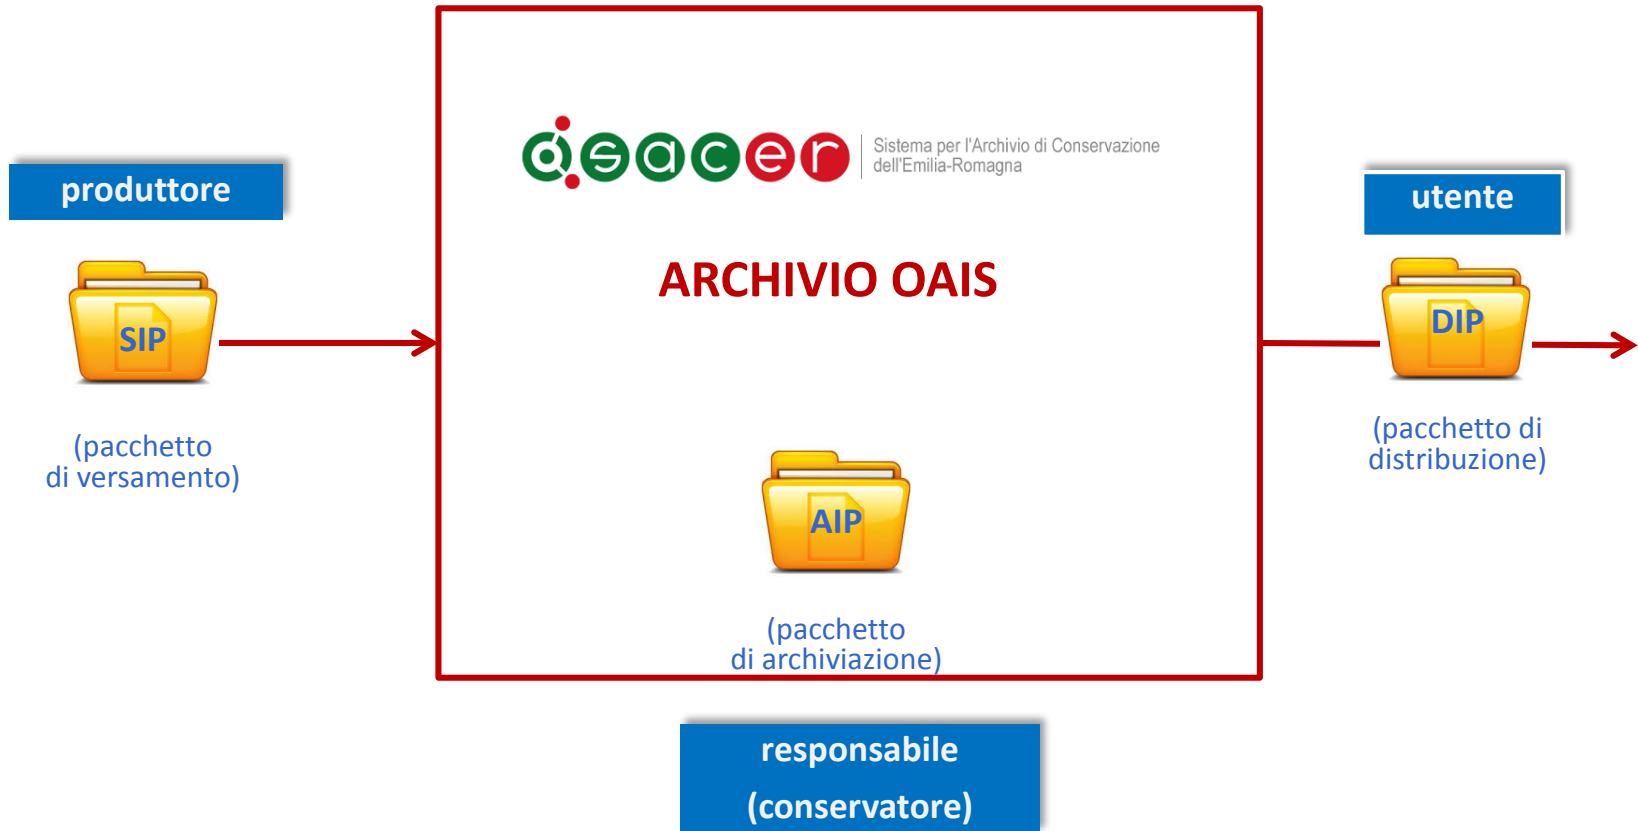 sacer
Sistema per l'Archivio di Conservazione
dell'Emilia-Romagna
produttore
utente
ARCHIVIO OAIS
SIP
DIP
(pacchetto
di versamento)
(pacchetto di
distribuzione)
AIP
(pacchetto
di archiviazione)
responsabile
(conservatore)